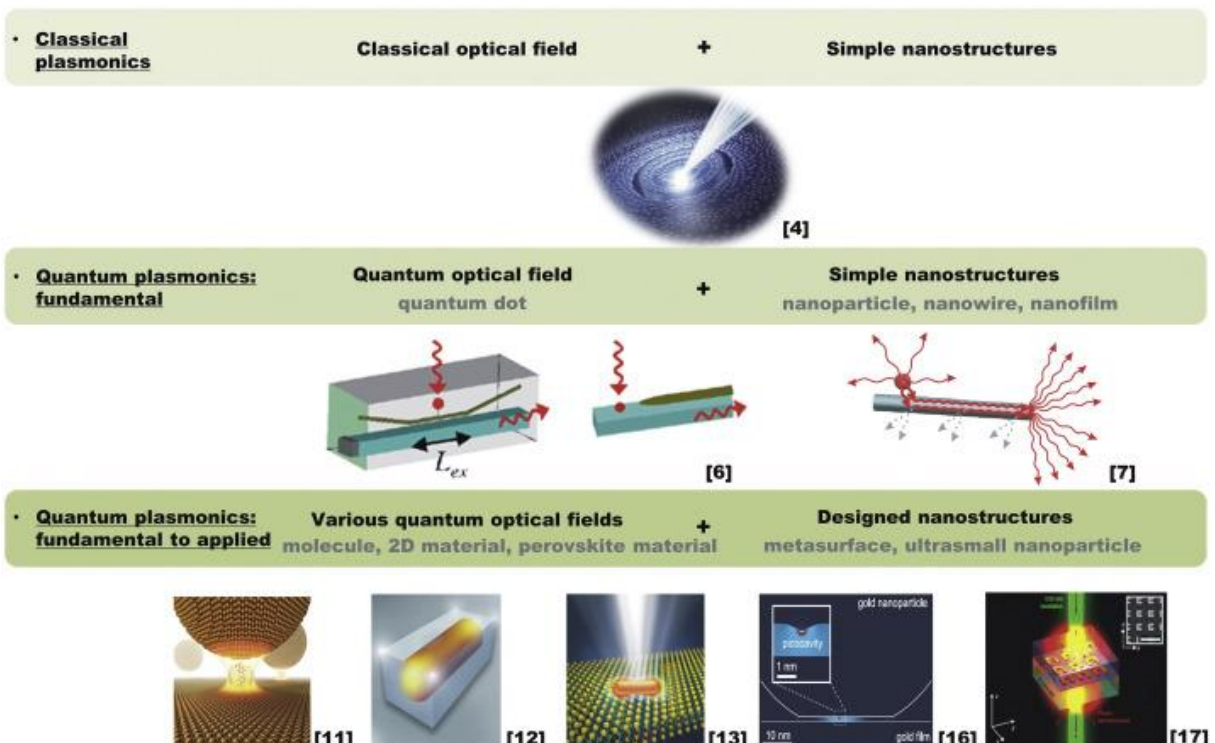 • Classical plasmonics
Classical optical field + Simple nanostructures
[4]
• Quantum plasmonics: fundamental
Quantum optical field + Simple nanostructures
quantum dot
nanoparticle, nanowire, nanofilm
L_ex
[6]
[7]
• Quantum plasmonics: fundamental to applied
Various quantum optical fields + Designed nanostructures
molecule, 2D material, perovskite material
metasurface, ultrasmall nanoparticle
[11]
[12]
[13]
gold nanoparticle
picocavity
1 nm
10 nm
gold film
[16]
[17]